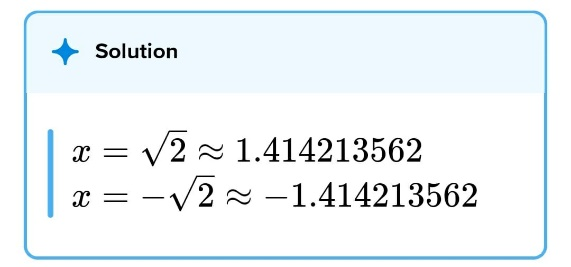 Solution
x = √2 ≈ 1.414213562
x = −√2 ≈ −1.414213562